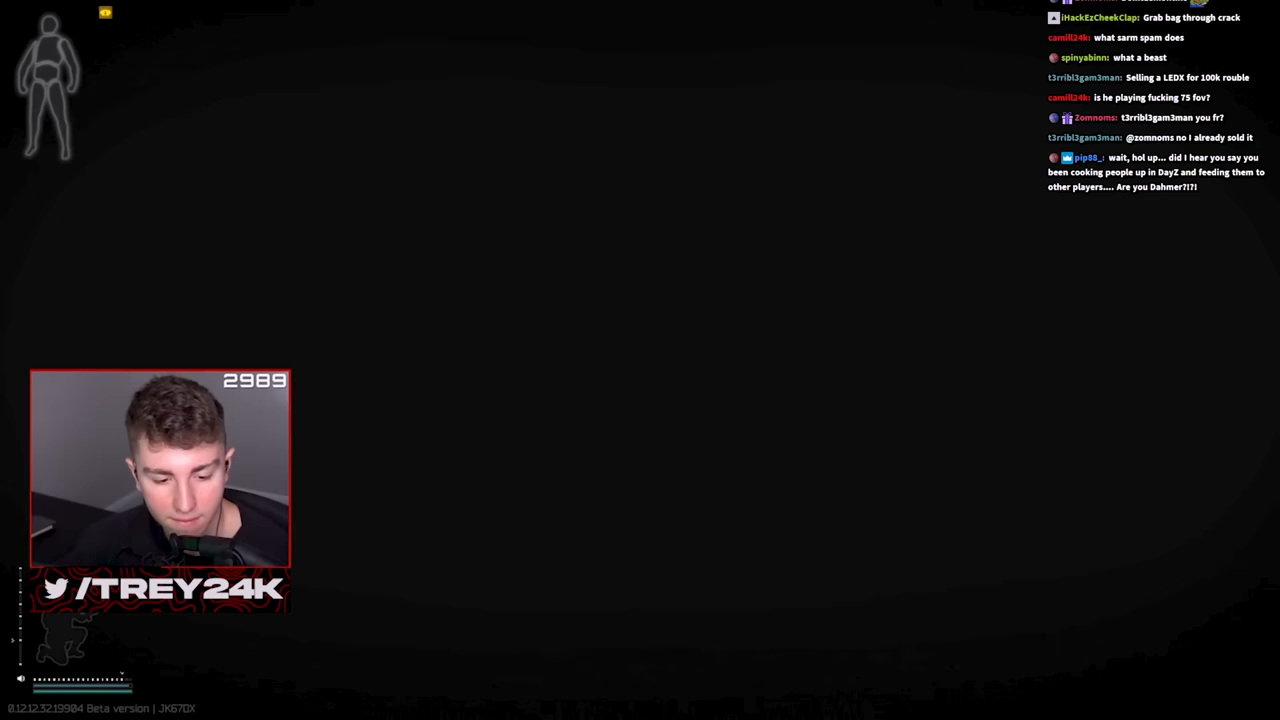 iHackEzCheekClap: Grab bag through crack
camill24k: what sarm spam does
spinyabinn: what a beast
t3rribl3gam3man: Selling a LEDX for 100k rouble
camill24k: is he playing fucking 75 fov?
Zomnoms: t3rribl3gam3man you fr?
t3rribl3gam3man: @zomnoms no I already sold it
pip88_: wait, hol up... did I hear you say you
been cooking people up in DayZ and feeding them to
other players.... Are you Dahmer?!?!
2989
/TREY24K
0.12.12.32.19904 Beta version | JK67DX